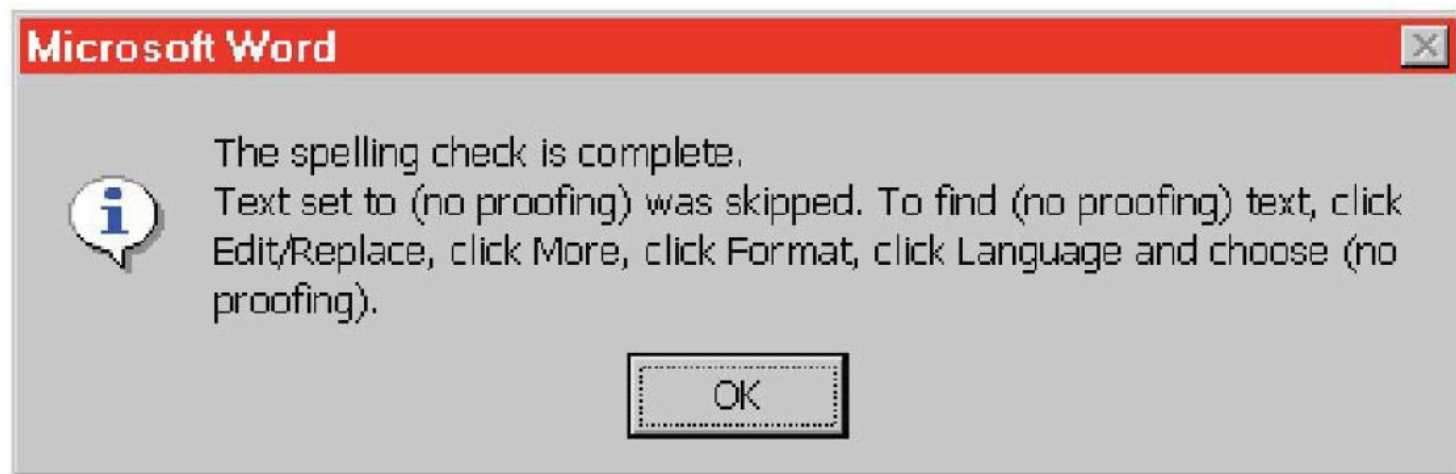 Microsoft Word
The spelling check is complete.
Text set to (no proofing) was skipped. To find (no proofing) text, click
Edit/Replace, click More, click Format, click Language and choose (no
proofing).
OK